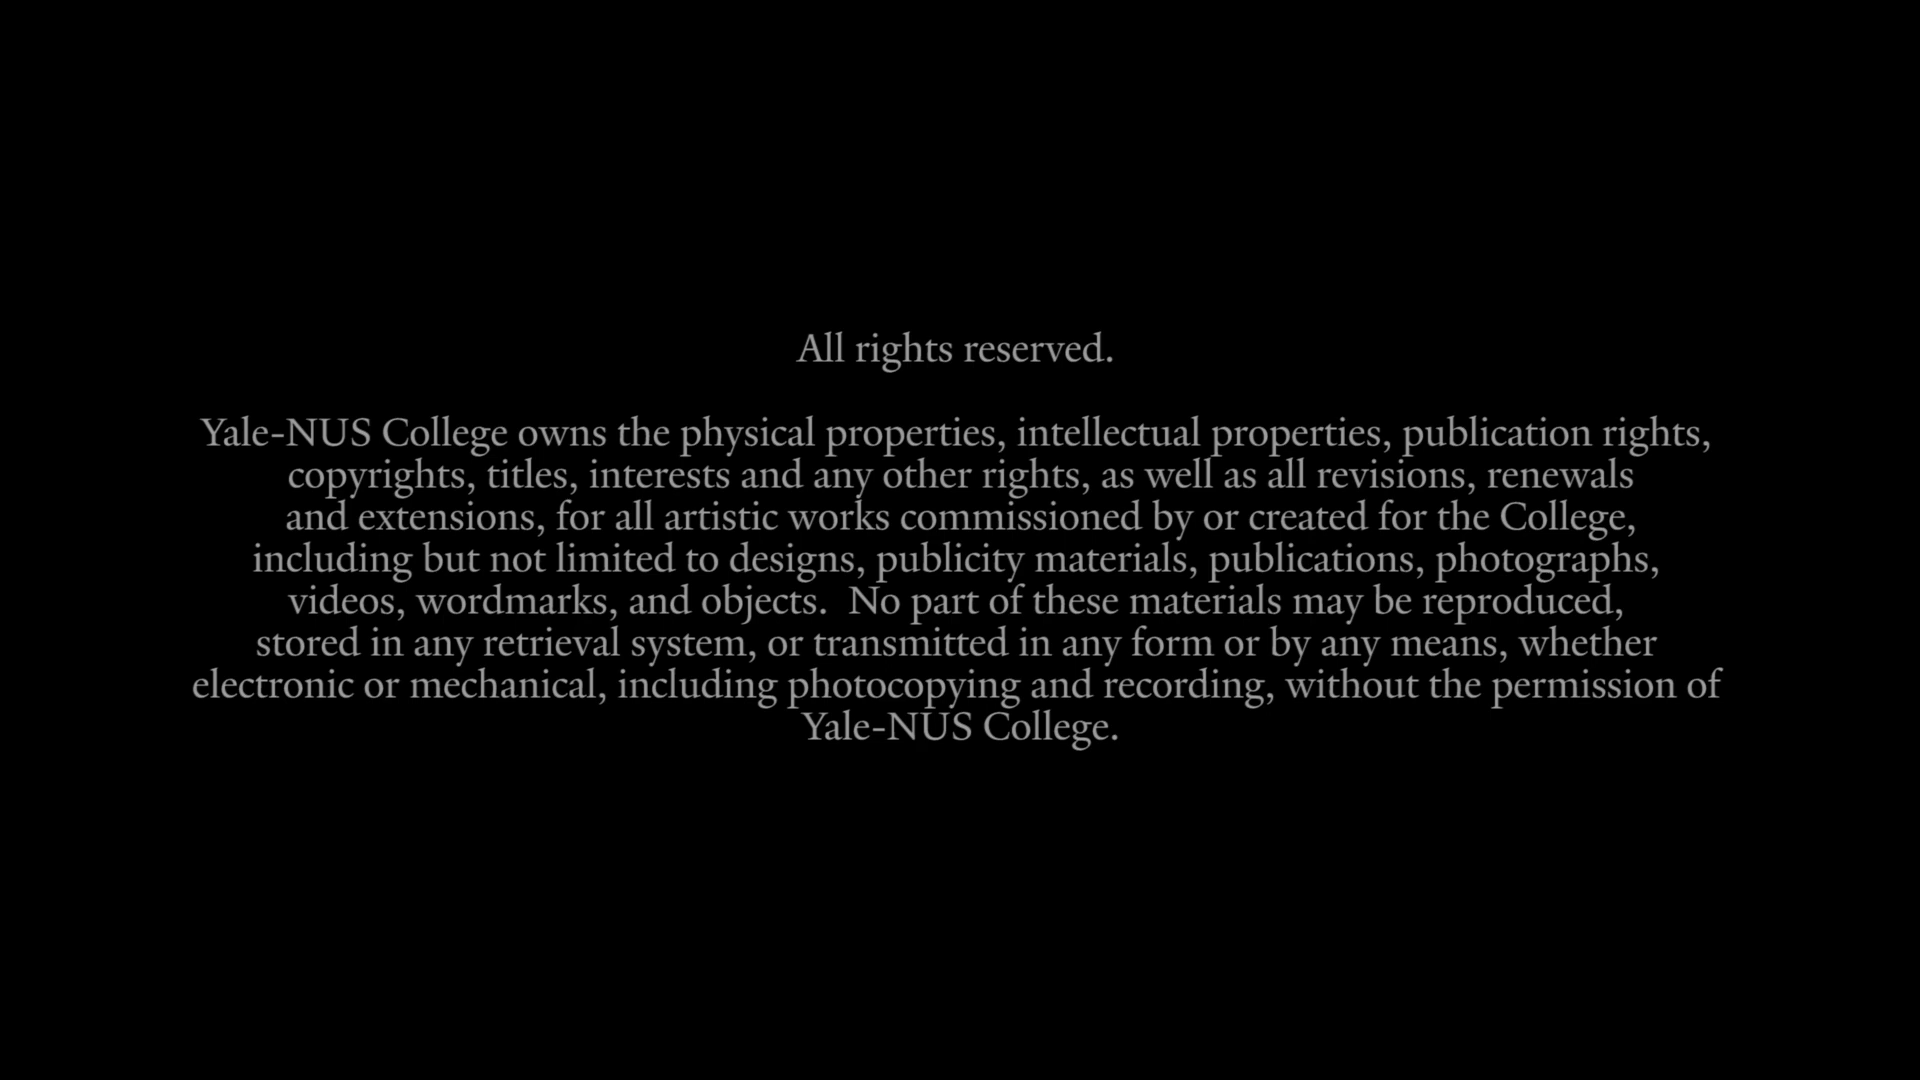 All rights reserved.
Yale-NUS College owns the physical properties, intellectual properties, publication rights,
copyrights, titles, interests and any other rights, as well as all revisions, renewals
and extensions, for all artistic works commissioned by or created for the College,
including but not limited to designs, publicity materials, publications, photographs,
videos, wordmarks, and objects.  No part of these materials may be reproduced,
stored in any retrieval system, or transmitted in any form or by any means, whether
electronic or mechanical, including photocopying and recording, without the permission of
Yale-NUS College.